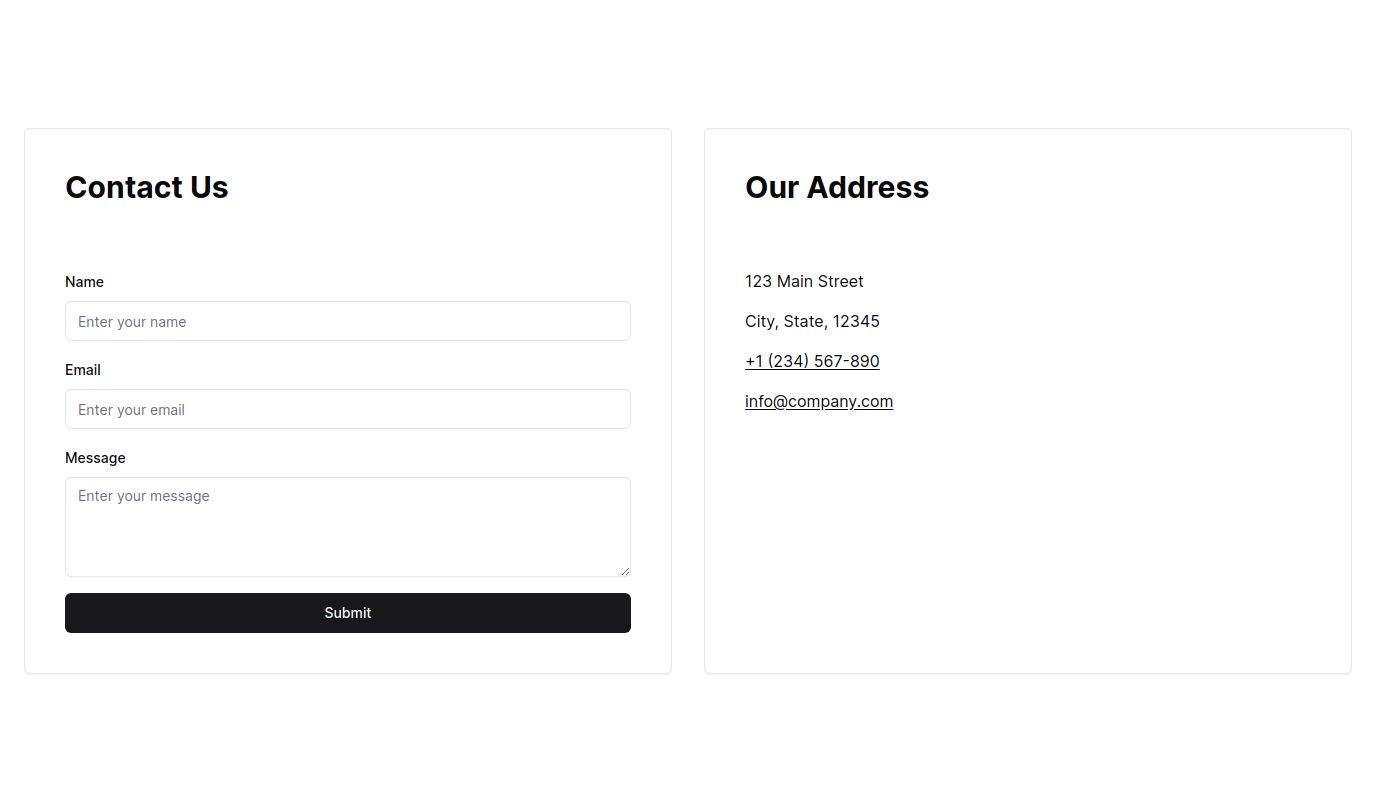 Contact Us
Name
Enter your name
Email
Enter your email
Message
Enter your message
Submit
Our Address
123 Main Street
City, State, 12345
+1 (234) 567-890
info@company.com